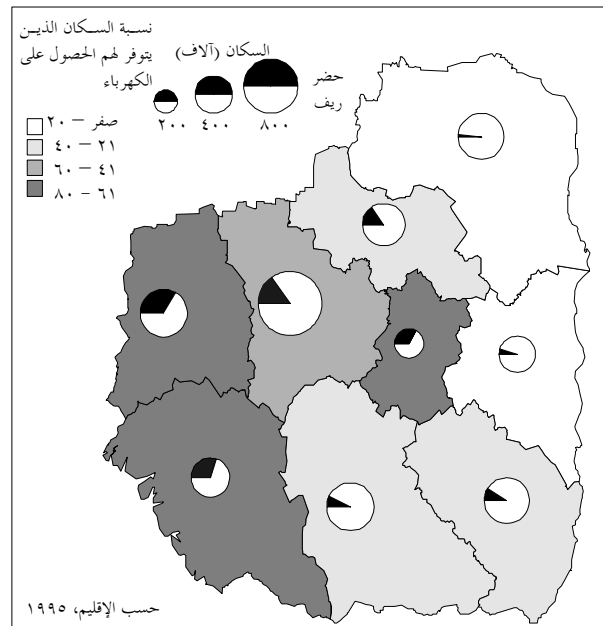 نسبة السكان الذين
يتوفر لهم الحصول على
الكهرباء
صفر – ٢٠
٢١ – ٤٠
٤١ – ٦٠
٦١ – ٨٠
السكان (آلاف)
حضر
ريف
٢٠٠ ٤٠٠ ٨٠٠
حسب الإقليم، ١٩٩٥